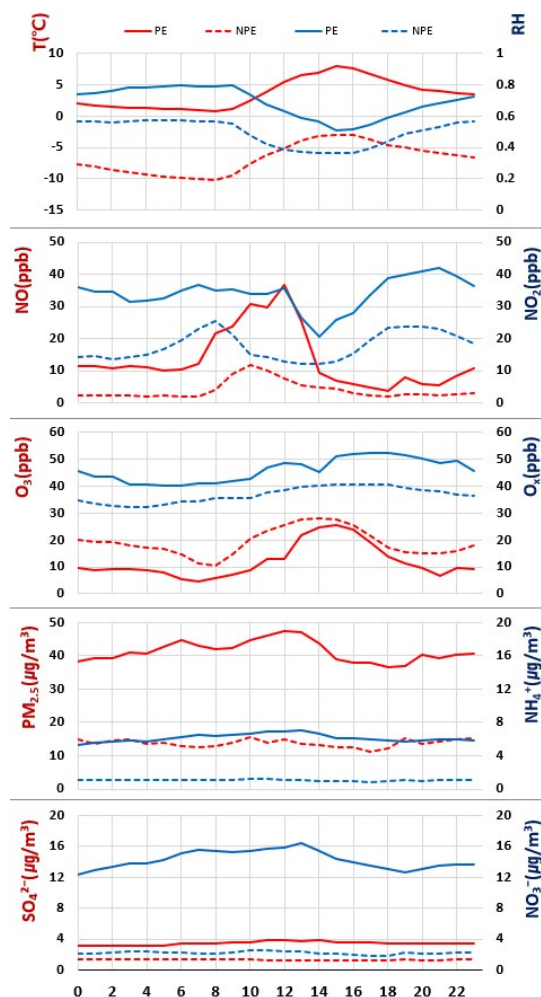 PE NPE PE NPE
T(℃) RH
10 5 0 -5 -10 -15
1 0.8 0.6 0.4 0.2 0
NO(ppb) NO₂(ppb)
50 40 30 20 10 0
50 40 30 20 10 0
O₃(ppb) Oₓ(ppb)
60 50 40 30 20 10 0
60 50 40 30 20 10 0
PM₂.₅(μg/m³) NH₄⁺(μg/m³)
50 40 30 20 10 0
20 16 12 8 4 0
SO₄²⁻(μg/m³) NO₃⁻(μg/m³)
20 16 12 8 4 0
20 16 12 8 4 0
0 2 4 6 8 10 12 14 16 18 20 22